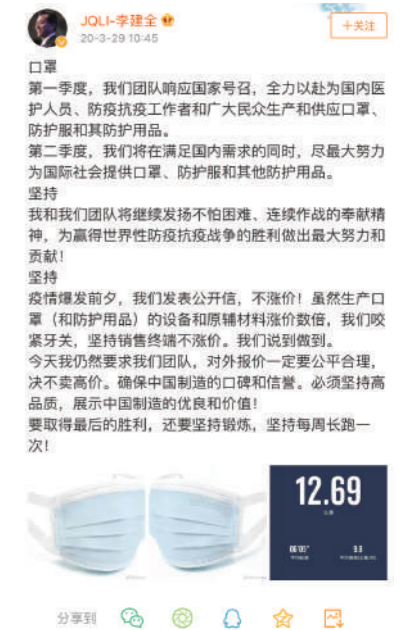 JQLI-李建全
20-3-29 10:45
+关注
口罩
第一季度，我们团队响应国家号召，全力以赴为国内医
护人员、防疫抗疫工作者和广大民众生产和供应口罩、
防护服和其防护用品。
第二季度，我们将在满足国内需求的同时，尽最大努力
为国际社会提供口罩、防护服和其他防护用品。
坚持
我和我们团队将继续发扬不怕困难、连续作战的奉献精
神，为赢得世界性防疫抗疫战争的胜利做出最大努力和
贡献！
坚持
疫情爆发前夕，我们发表公开信，不涨价！虽然生产口
罩（和防护用品）的设备和原辅材料涨价数倍，我们咬
紧牙关，坚持销售终端不涨价。我们说到做到。
今天我仍然要求我们团队，对外报价一定要公平合理，
决不卖高价。确保中国制造的口碑和信誉。必须坚持高
品质，展示中国制造的优良和价值！
要取得最后的胜利，还要坚持锻炼，坚持每周长跑一
次！
12.69
公里
06'05"
9.8
分享到